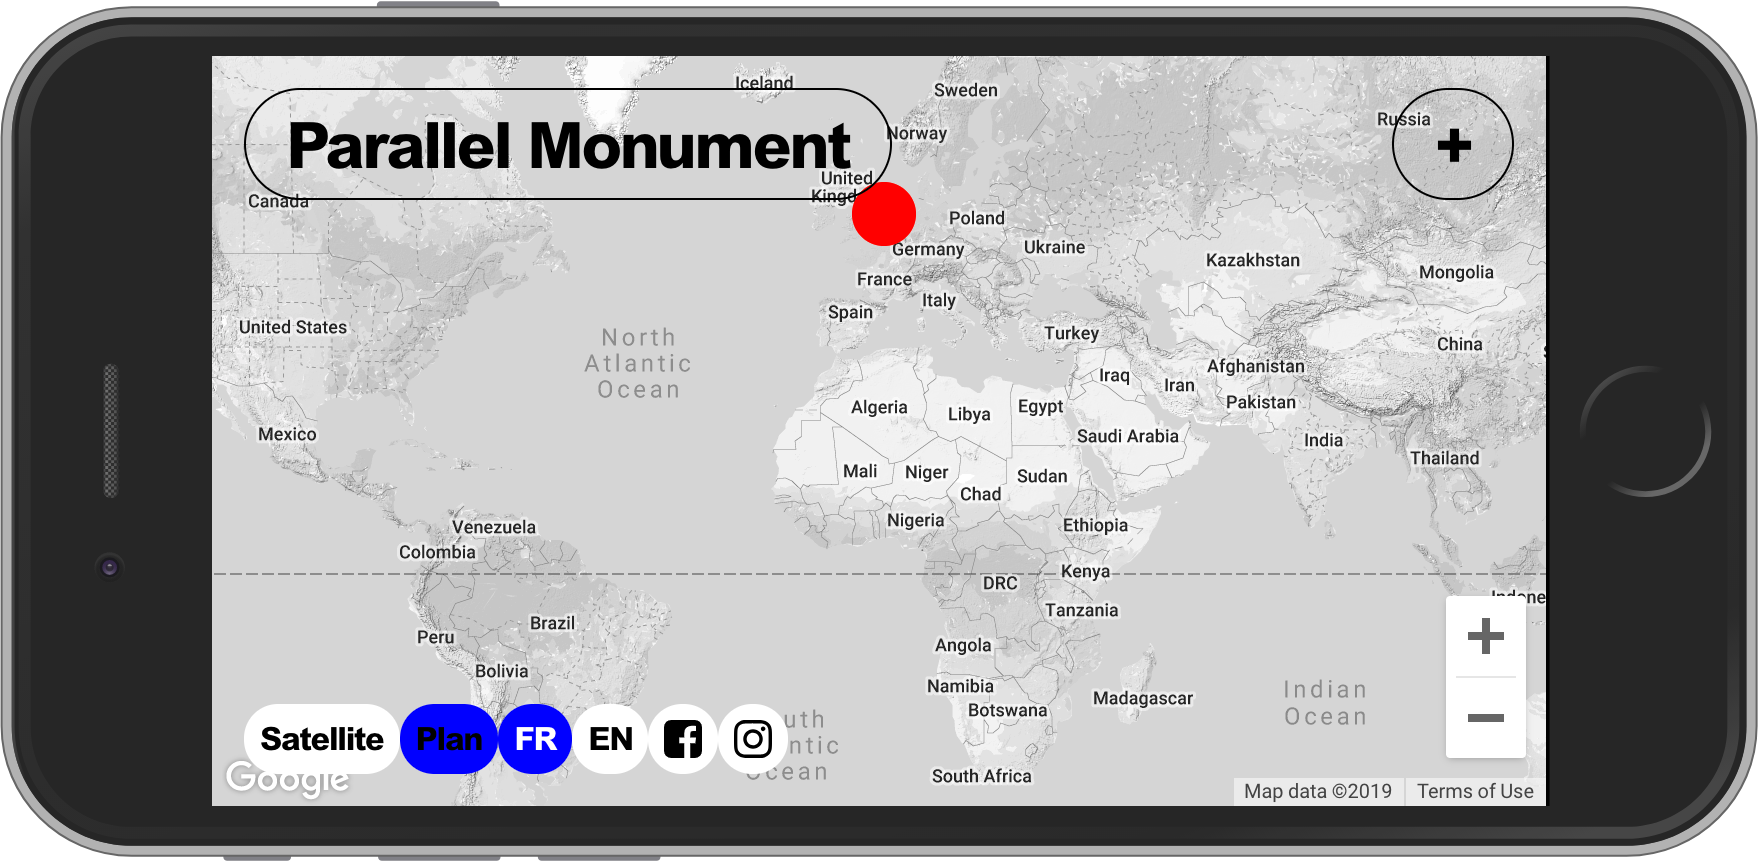 Iceland
Sweden
Parallel Monument
Norway
Russia
+
United
Kingd
Canada
Poland
Germany
Ukraine
Kazakhstan
Mongolia
France
Italy
Spain
United States
North
Atlantic
Ocean
Turkey
China
Afghanistan
Iraq
Iran
Pakistan
Algeria
Libya
Egypt
Mexico
Saudi Arabia
India
Thailand
Mali
Niger
Sudan
Chad
Nigeria
Ethiopia
Venezuela
Colombia
Kenya
DRC
Indone
Tanzania
Brazil
Peru
Angola
Bolivia
Namibia
Madagascar
Botswana
Indian
Ocean
+
−
uth
ntic
Ocean
Satellite Plan FR EN
Google
South Africa
Map data ©2019 Terms of Use